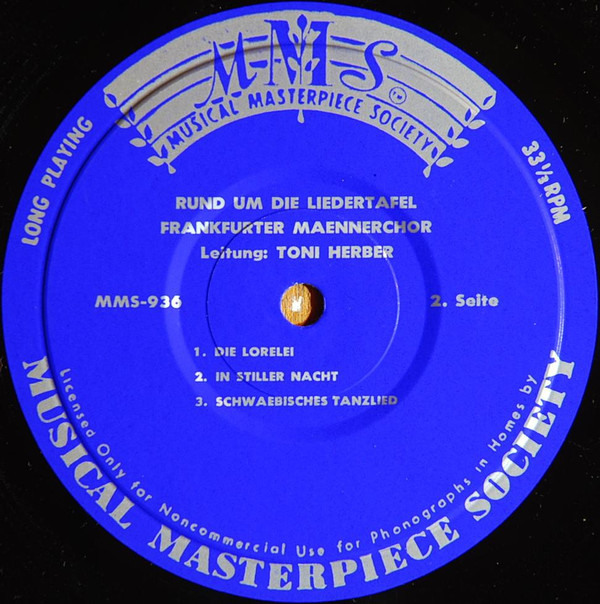 M-M-S
TM
MUSICAL MASTERPIECE SOCIETY
LONG PLAYING
33⅓ RPM
RUND UM DIE LIEDERTAFEL
FRANKFURTER MAENNERCHOR
Leitung: TONI HERBER
MMS-936
2. Seite
1. DIE LORELEI
2. IN STILLER NACHT
3. SCHWAEBISCHES TANZLIED
Licensed Only for Noncommercial Use for Phonographs in Homes by
MUSICAL MASTERPIECE SOCIETY